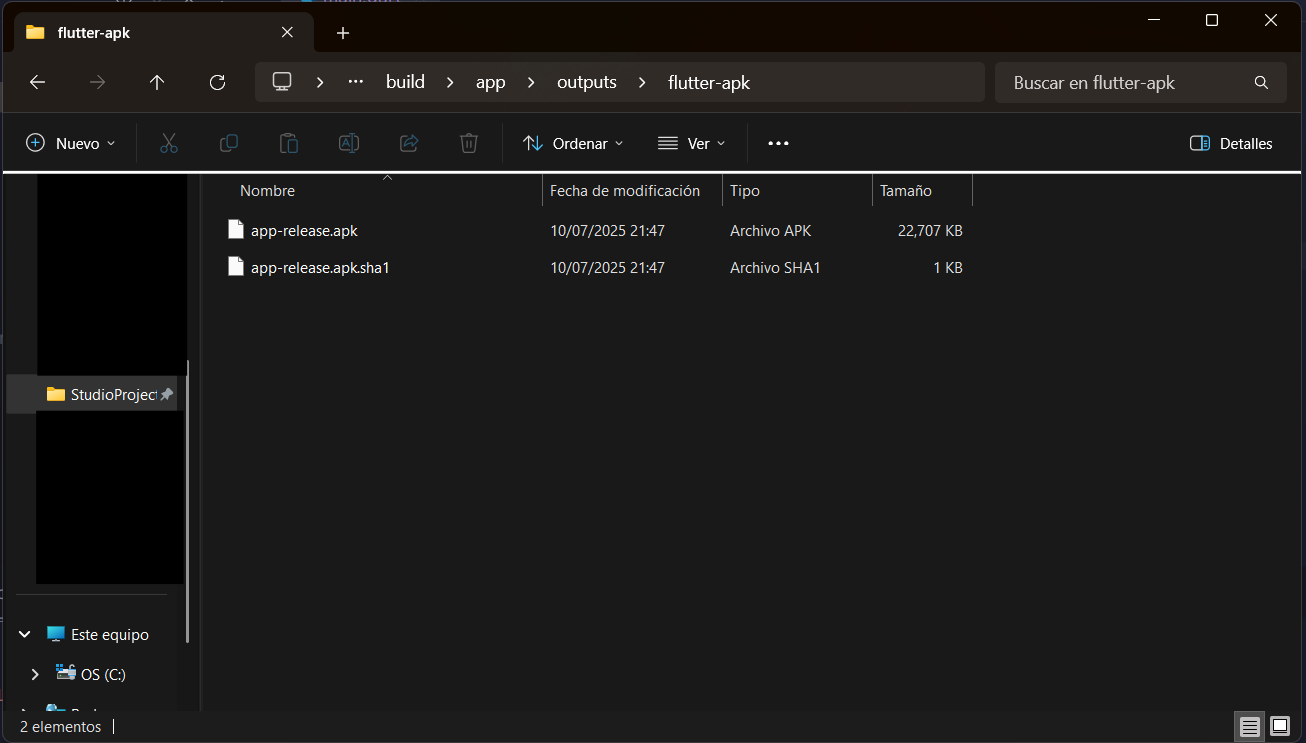 flutter-apk
build app outputs flutter-apk Buscar en flutter-apk
Nuevo Ordenar Ver Detalles
Nombre Fecha de modificación Tipo Tamaño
app-release.apk 10/07/2025 21:47 Archivo APK 22,707 KB
app-release.apk.sha1 10/07/2025 21:47 Archivo SHA1 1 KB
StudioProject
Este equipo
OS (C:)
2 elementos